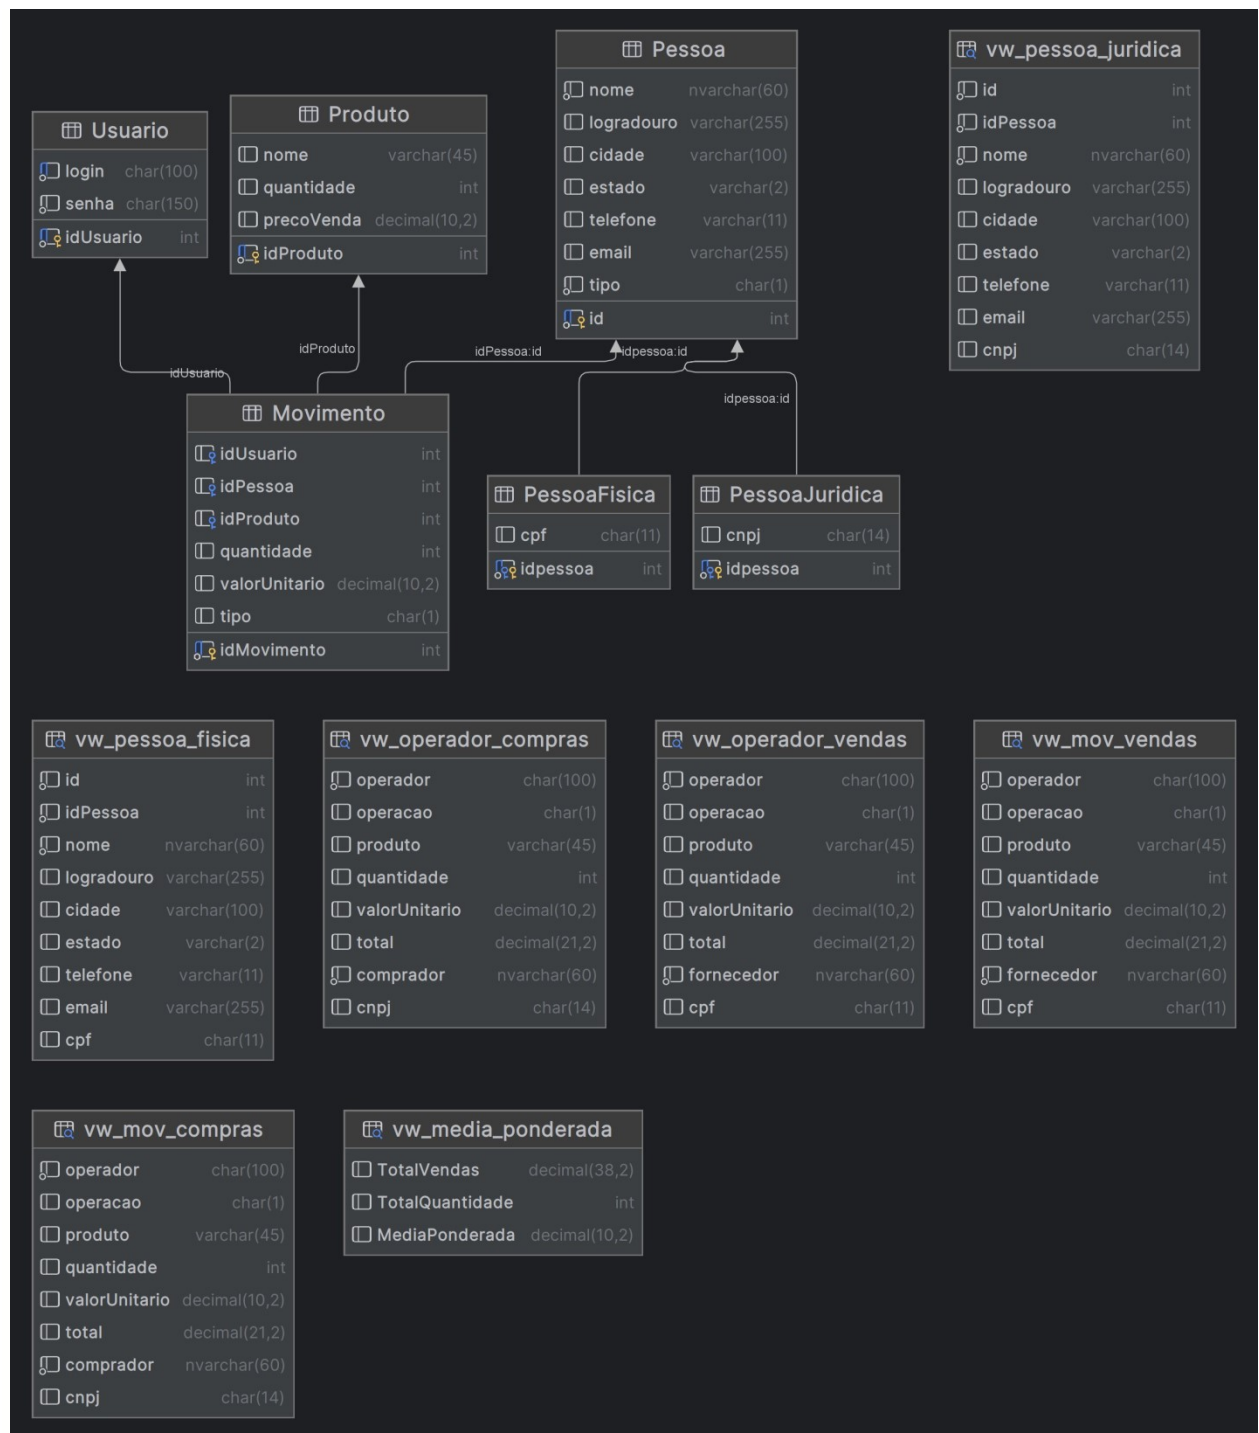 Usuario
login char(100)
senha char(150)
idUsuario int
Produto
nome varchar(45)
quantidade int
precoVenda decimal(10,2)
idProduto int
Pessoa
nome nvarchar(60)
logradouro varchar(255)
cidade varchar(100)
estado varchar(2)
telefone varchar(11)
email varchar(255)
tipo char(1)
id int
vw_pessoa_juridica
id int
idPessoa int
nome nvarchar(60)
logradouro varchar(255)
cidade varchar(100)
estado varchar(2)
telefone varchar(11)
email varchar(255)
cnpj char(14)
idUsuario
idProduto
idPessoa:id
idpessoa:id
idpessoa:id
Movimento
idUsuario int
idPessoa int
idProduto int
quantidade int
valorUnitario decimal(10,2)
tipo char(1)
idMovimento int
PessoaFisica
cpf char(11)
idpessoa int
PessoaJuridica
cnpj char(14)
idpessoa int
vw_pessoa_fisica
id int
idPessoa int
nome nvarchar(60)
logradouro varchar(255)
cidade varchar(100)
estado varchar(2)
telefone varchar(11)
email varchar(255)
cpf char(11)
vw_operador_compras
operador char(100)
operacao char(1)
produto varchar(45)
quantidade int
valorUnitario decimal(10,2)
total decimal(21,2)
comprador nvarchar(60)
cnpj char(14)
vw_operador_vendas
operador char(100)
operacao char(1)
produto varchar(45)
quantidade int
valorUnitario decimal(10,2)
total decimal(21,2)
fornecedor nvarchar(60)
cpf char(11)
vw_mov_vendas
operador char(100)
operacao char(1)
produto varchar(45)
quantidade int
valorUnitario decimal(10,2)
total decimal(21,2)
fornecedor nvarchar(60)
cpf char(11)
vw_mov_compras
operador char(100)
operacao char(1)
produto varchar(45)
quantidade int
valorUnitario decimal(10,2)
total decimal(21,2)
comprador nvarchar(60)
cnpj char(14)
vw_media_ponderada
TotalVendas decimal(38,2)
TotalQuantidade int
MediaPonderada decimal(10,2)